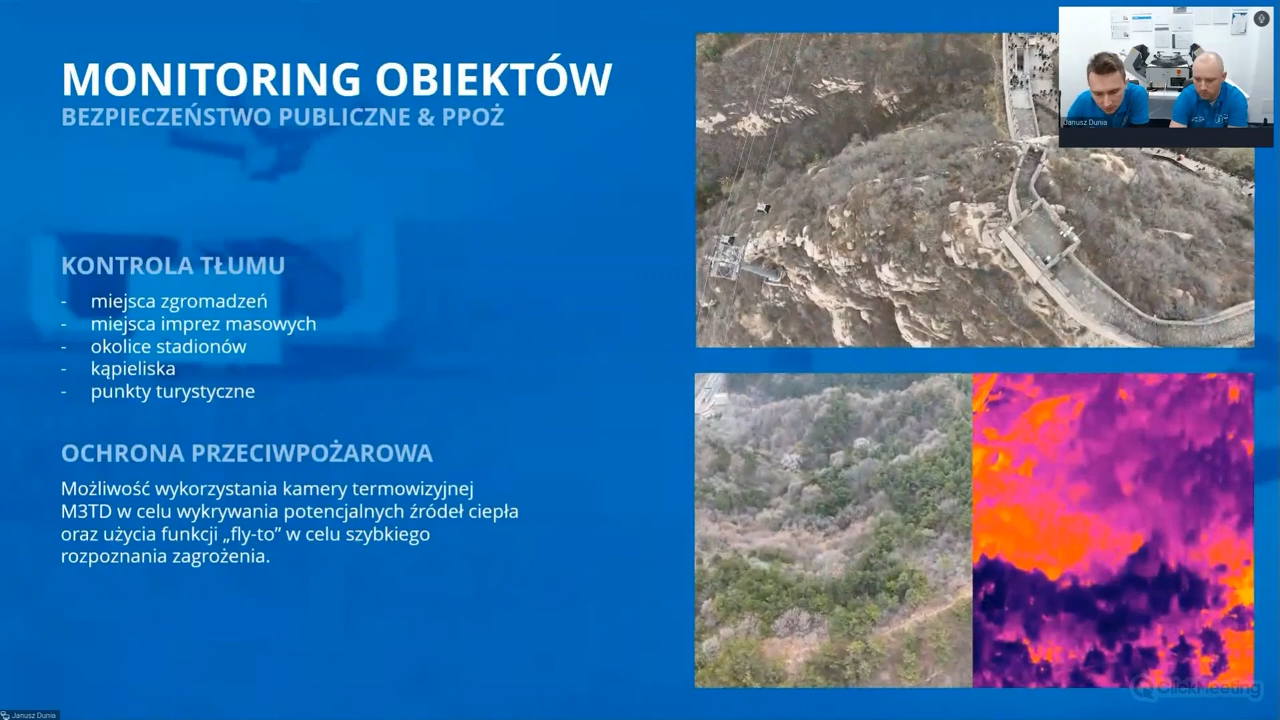 MONITORING OBIEKTÓW
BEZPIECZEŃSTWO PUBLICZNE & PPOŻ
KONTROLA TŁUMU
- miejsca zgromadzeń
- miejsca imprez masowych
- okolice stadionów
- kąpieliska
- punkty turystyczne
OCHRONA PRZECIWPOŻAROWA
Możliwość wykorzystania kamery termowizyjnej
M3TD w celu wykrywania potencjalnych źródeł ciepła
oraz użycia funkcji „fly-to” w celu szybkiego
rozpoznania zagrożenia.
Janusz Dunia
ClickMeeting
Janusz Dunia